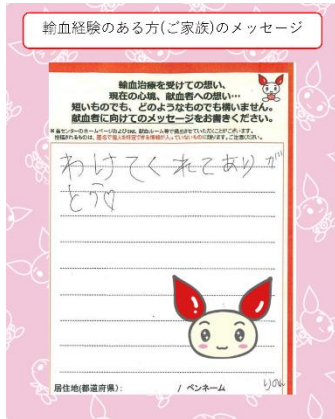 輸血経験のある方(ご家族)のメッセージ
輸血治療を受けての想い、
現在の心境、献血者への想い…
短いものでも、どのようなものでも構いません。
献血者に向けてのメッセージをお書きください。
わけてくれてありが
とう♡
居住地(都道府県): / ペンネーム